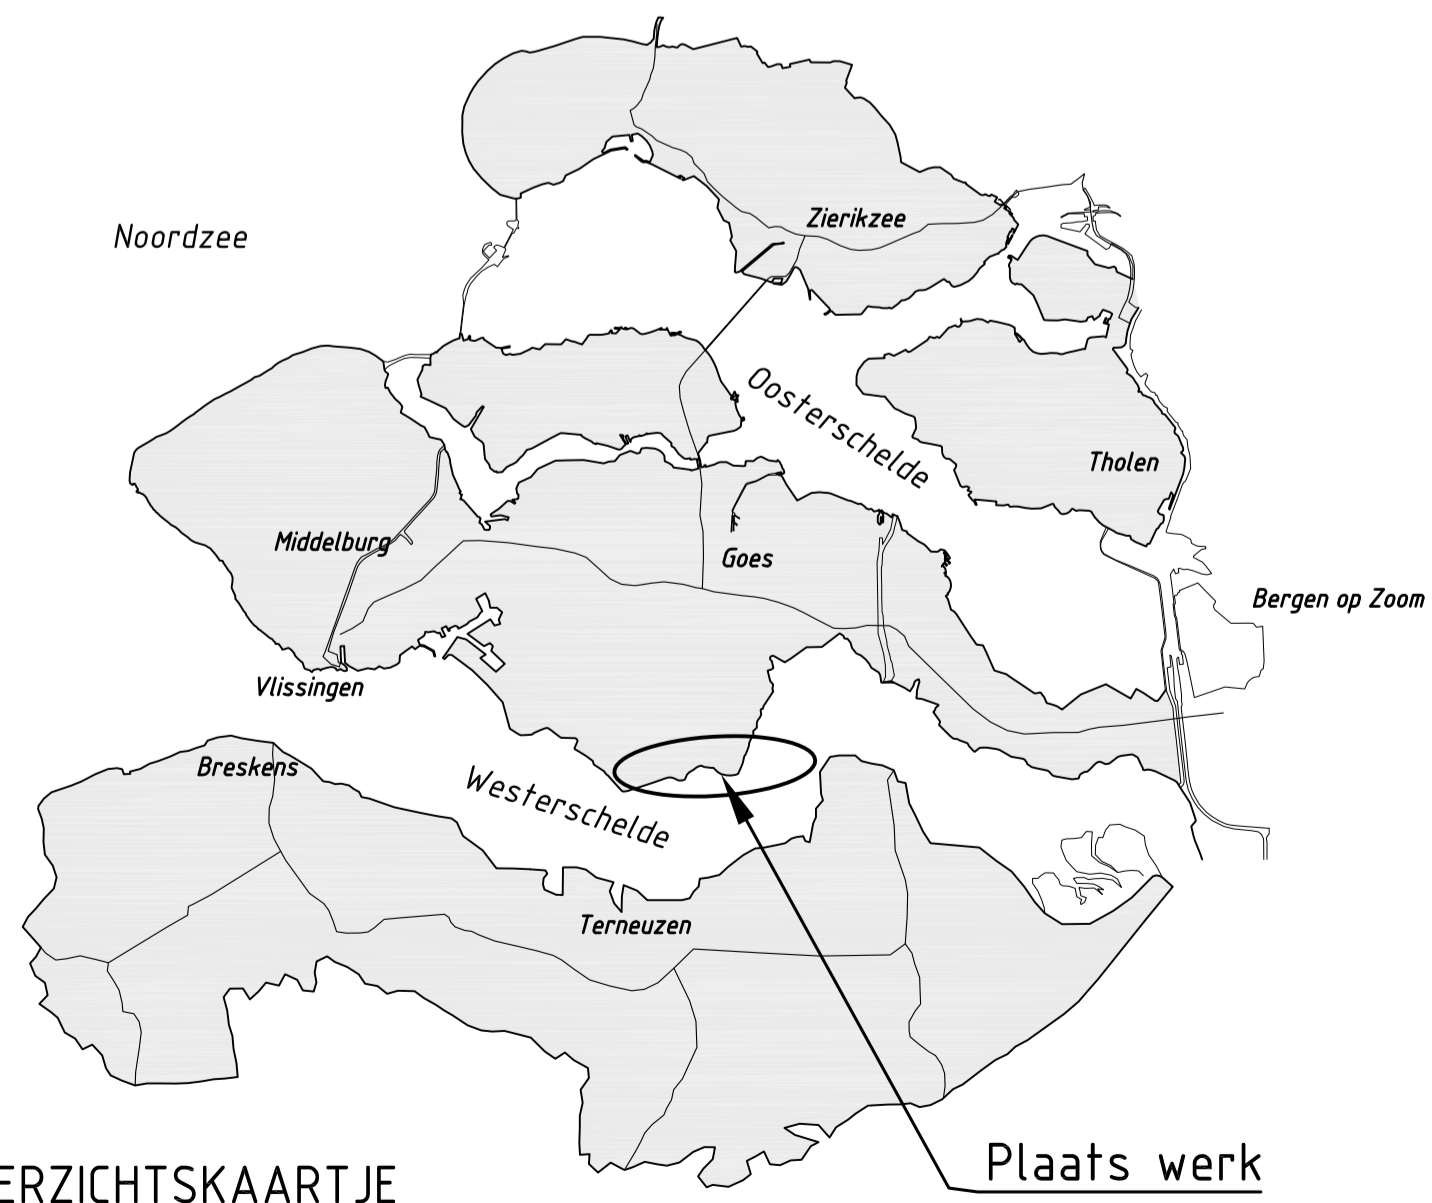 Noordzee
Zierikzee
Oosterschelde
Tholen
Middelburg
Goes
Bergen op Zoom
Vlissingen
Breskens
Westerschelde
Terneuzen
Plaats werk
ERZICHTSKAARTJE